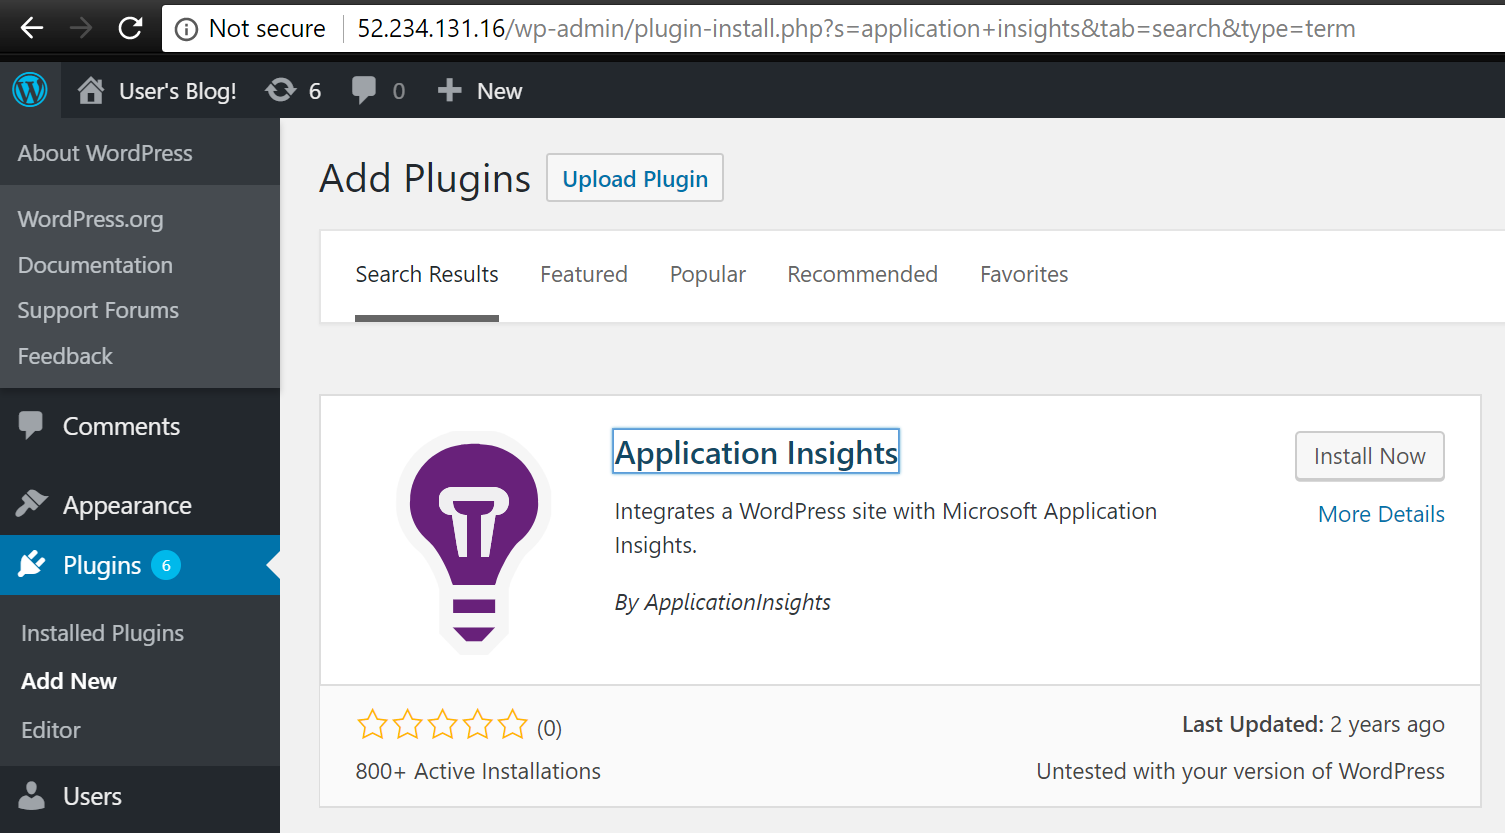 Not secure 52.234.131.16/wp-admin/plugin-install.php?s=application+insights&tab=search&type=term
User's Blog! 6 0 New
About WordPress
WordPress.org
Documentation
Support Forums
Feedback
Comments
Appearance
Plugins 6
Installed Plugins
Add New
Editor
Users
Add Plugins Upload Plugin
Search Results Featured Popular Recommended Favorites
Application Insights
Install Now
More Details
Integrates a WordPress site with Microsoft Application
Insights.
By ApplicationInsights
(0)
800+ Active Installations
Last Updated: 2 years ago
Untested with your version of WordPress